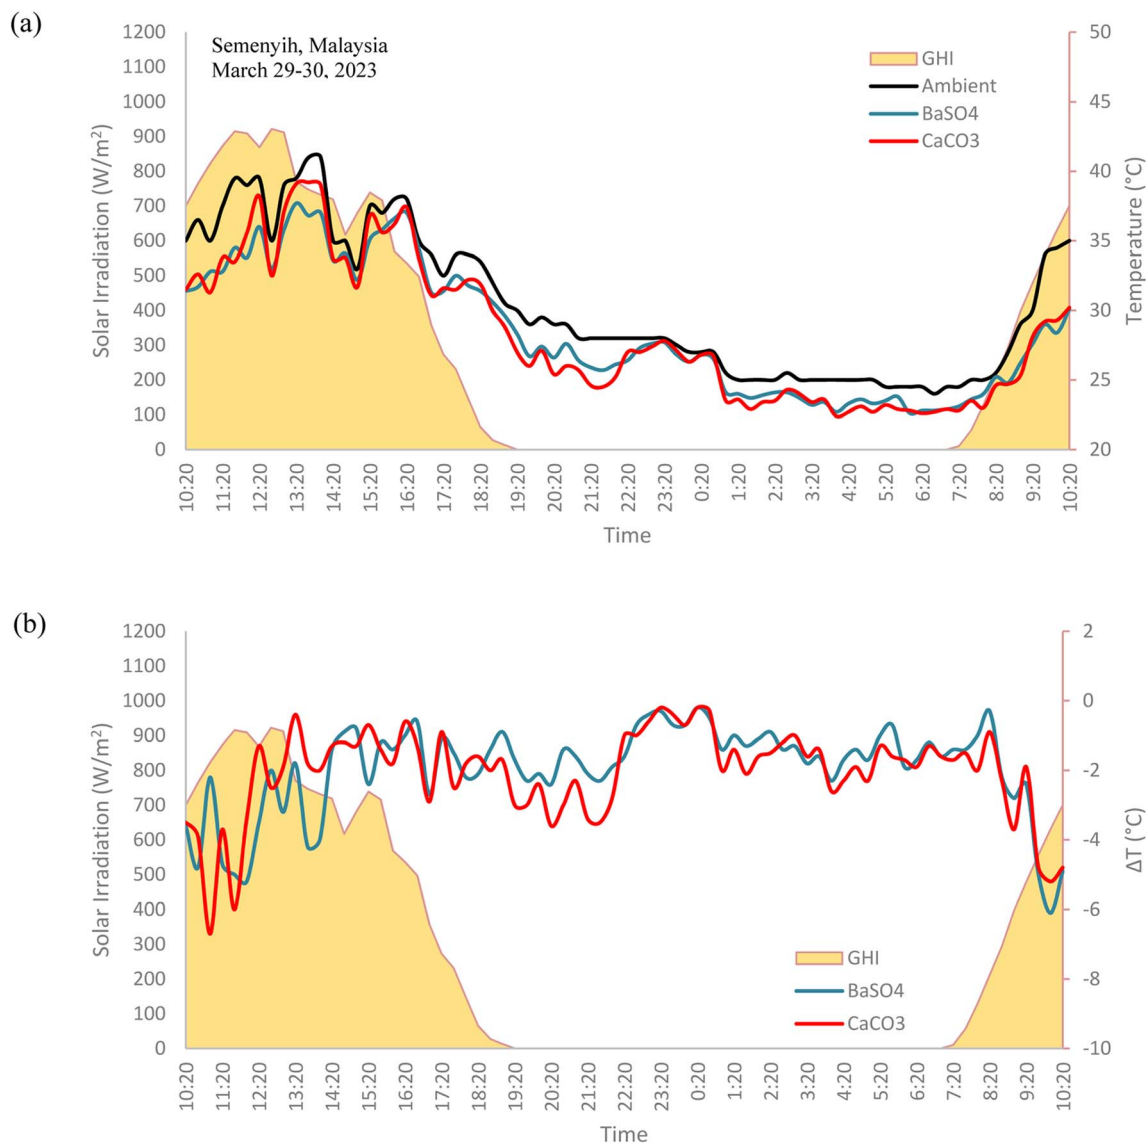 (a)
Semenyih, Malaysia
March 29-30, 2023
GHI
Ambient
BaSO4
CaCO3
Solar Irradiation (W/m²)
1200
1100
1000
900
800
700
600
500
400
300
200
100
0
Temperature (°C)
50
45
40
35
30
25
20
10:20 11:20 12:20 13:20 14:20 15:20 16:20 17:20 18:20 19:20 20:20 21:20 22:20 23:20 0:20 1:20 2:20 3:20 4:20 5:20 6:20 7:20 8:20 9:20 10:20
Time
(b)
Solar Irradiation (W/m²)
1200
1100
1000
900
800
700
600
500
400
300
200
100
0
ΔT (°C)
2
0
-2
-4
-6
-8
-10
GHI
BaSO4
CaCO3
10:20 11:20 12:20 13:20 14:20 15:20 16:20 17:20 18:20 19:20 20:20 21:20 22:20 23:20 0:20 1:20 2:20 3:20 4:20 5:20 6:20 7:20 8:20 9:20 10:20
Time